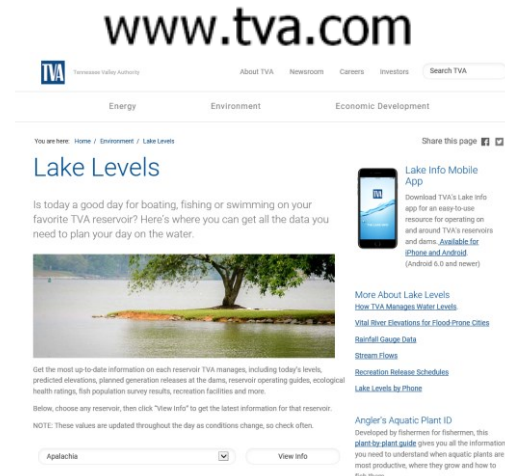 www.tva.com
TVA
Tennessee Valley Authority
About TVA Newsroom Careers Investors Search TVA
Energy Environment Economic Development
You are here: Home / Environment / Lake Levels
Share this page
Lake Levels
Is today a good day for boating, fishing or swimming on your
favorite TVA reservoir? Here's where you can get all the data you
need to plan your day on the water.
Get the most up-to-date information on each reservoir TVA manages, including today's levels,
predicted elevations, planned generation releases at the dams, reservoir operating guides, ecological
health ratings, fish population survey results, recreation facilities and more.
Below, choose any reservoir, then click "View Info" to get the latest information for that reservoir.
NOTE: These values are updated throughout the day as conditions change, so check often.
Apalachia
View Info
TVA
Lake Info Mobile
App
Download TVA's Lake Info
app for an easy-to-use
resource for operating on
and around TVA's reservoirs
and dams. Available for
iPhone and Android.
(Android 6.0 and newer)
More About Lake Levels
How TVA Manages Water Levels
Vital River Elevations for Flood-Prone Cities
Rainfall Gauge Data
Stream Flows
Recreation Release Schedules
Lake Levels by Phone
Angler's Aquatic Plant ID
Developed by fishermen for fishermen, this
plant-by-plant guide gives you all the information
you need to understand when aquatic plants are
most productive, where they grow and how to
fish them.